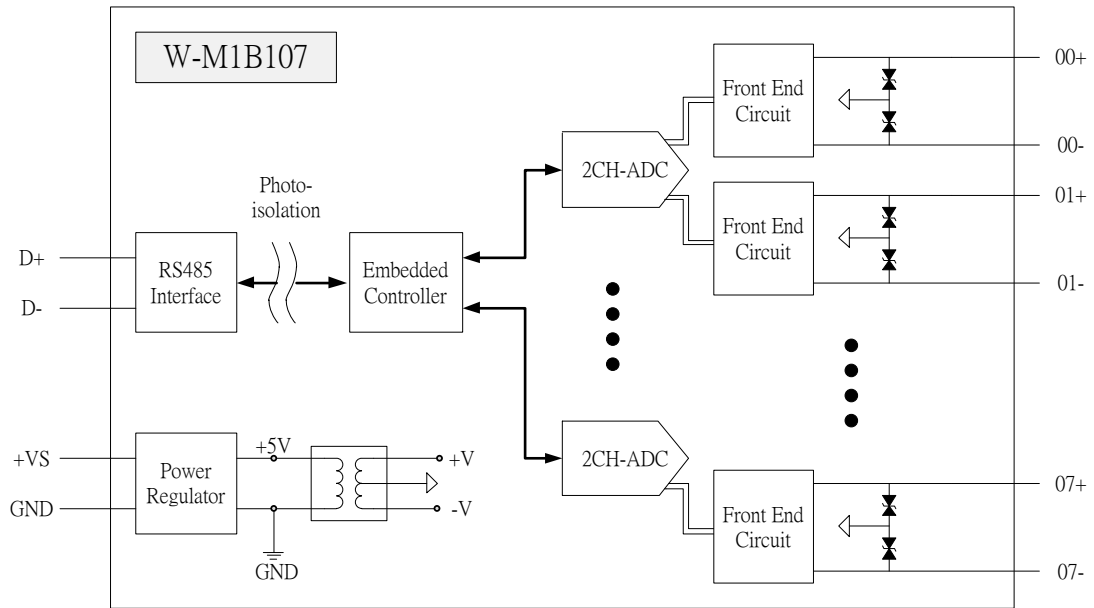 W-M1B107
00+
Front End
Circuit
00-
2CH-ADC
01+
Front End
Circuit
01-
Photo-
isolation
D+
D-
RS485
Interface
Embedded
Controller
2CH-ADC
+VS
GND
Power
Regulator
+5V
GND
+V
-V
07+
Front End
Circuit
07-